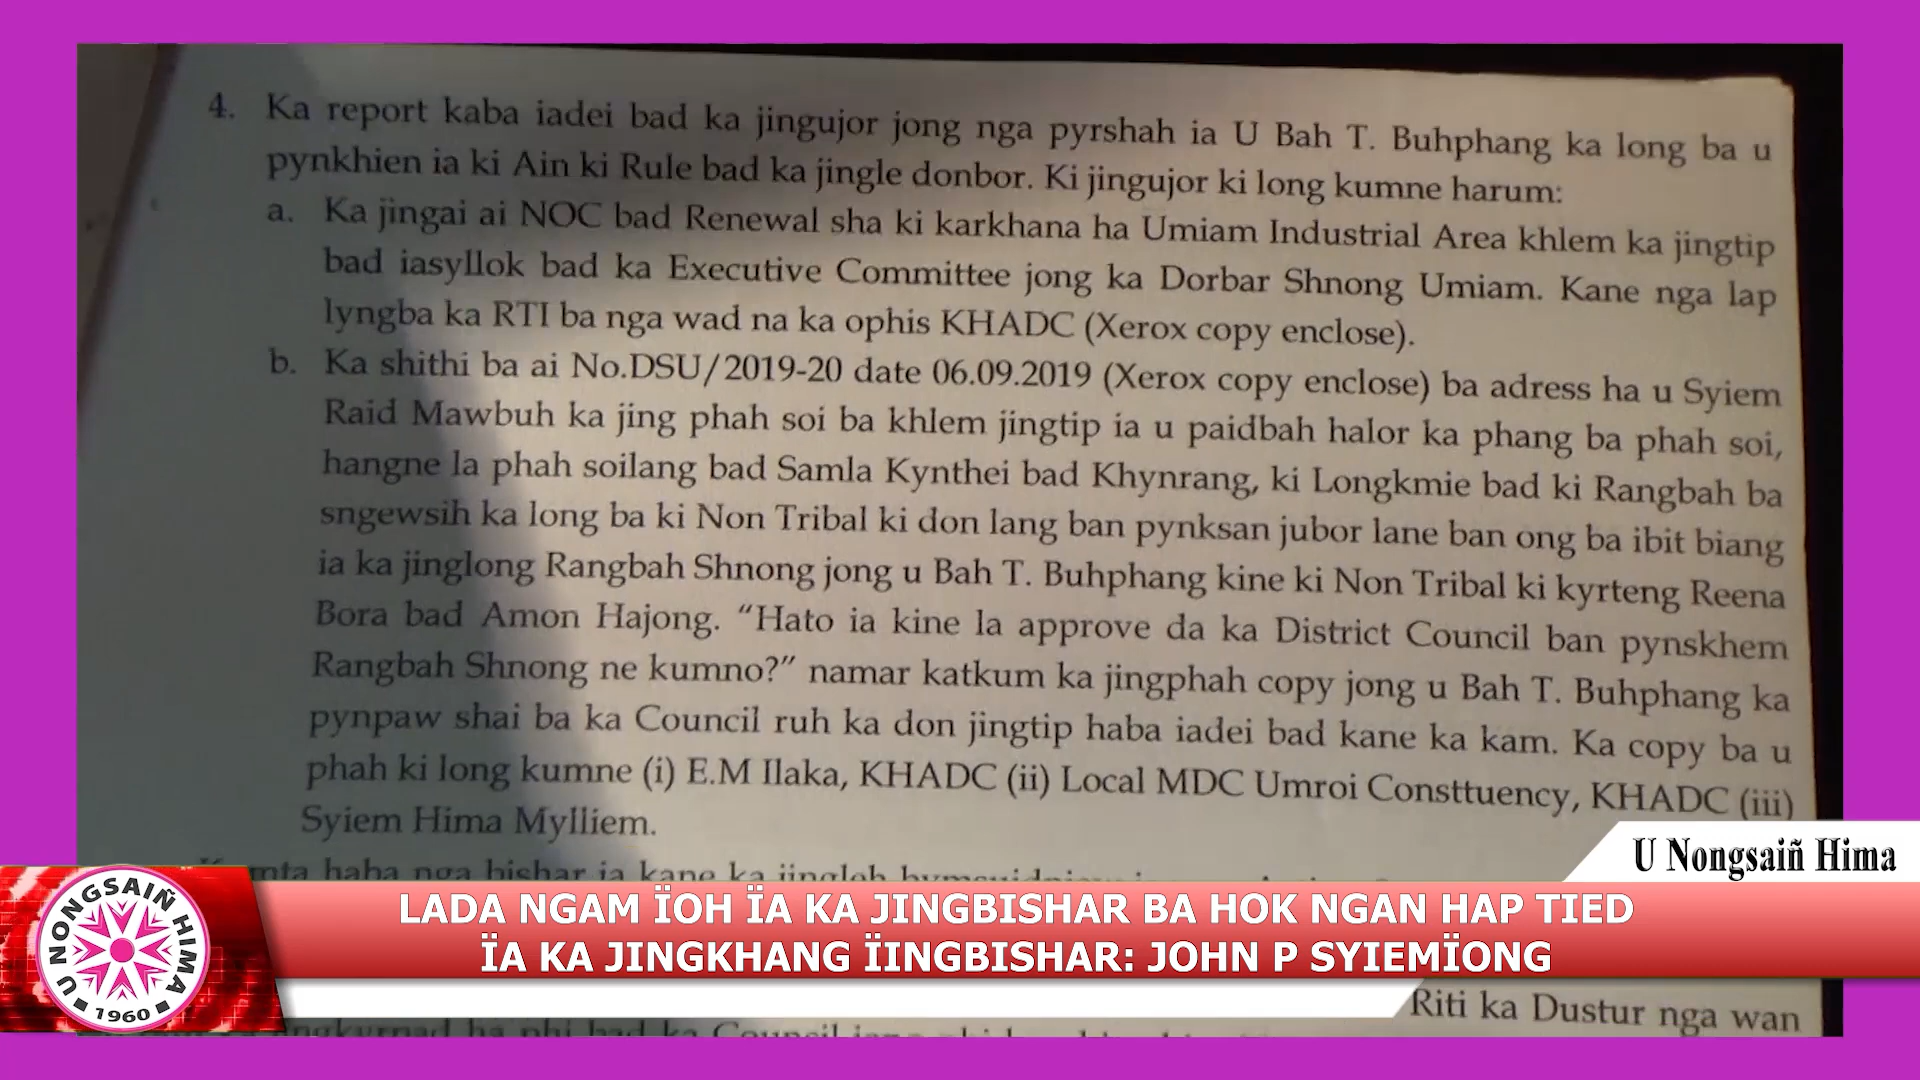 4. Ka report kaba iadei bad ka jingujor jong nga pyrshah ia U Bah T. Buhphang ka long ba u
pynkhien ia ki Ain ki Rule bad ka jingle donbor. Ki jingujor ki long kumne harum:
a. Ka jingai ai NOC bad Renewal sha ki karkhana ha Umiam Industrial Area khlem ka jingtip
bad iasyllok bad ka Executive Committee jong ka Dorbar Shnong Umiam. Kane nga lap
lyngba ka RTI ba nga wad na ka ophis KHADC (Xerox copy enclose).
b. Ka shithi ba ai No.DSU/2019-20 date 06.09.2019 (Xerox copy enclose) ba adress ha u Syiem
Raid Mawbuh ka jing phah soi ba khlem jingtip ia u paidbah halor ka phang ba phah soi,
hangne la phah soilang bad Samla Kynthei bad Khynrang, ki Longkmie bad ki Rangbah ba
sngewsih ka long ba ki Non Tribal ki don lang ban pynksan jubor lane ban ong ba ibit biang
ia ka jinglong Rangbah Shnong jong u Bah T. Buhphang kine ki Non Tribal ki kyrteng Reena
Bora bad Amon Hajong. “Hato ia kine la approve da ka District Council ban pynskhem
Rangbah Shnong ne kumno?” namar katkum ka jingphah copy jong u Bah T. Buhphang ka
pynpaw shai ba ka Council ruh ka don jingtip haba iadei bad kane ka kam. Ka copy ba u
phah ki long kumne (i) E.M Ilaka, KHADC (ii) Local MDC Umroi Consttuency, KHADC (iii)
Syiem Hima Mylliem.
haba nga bishar ia kane ka
U Nongsaiñ Hima
LADA NGAM ÏOH ÏA KA JINGBISHAR BA HOK NGAN HAP TIED
ÏA KA JINGKHANG ÏINGBISHAR: JOHN P SYIEMÏONG
U NONGSAIÑ HIMA
1960
Riti ka Dustur nga wan
ha phi bad ka Council